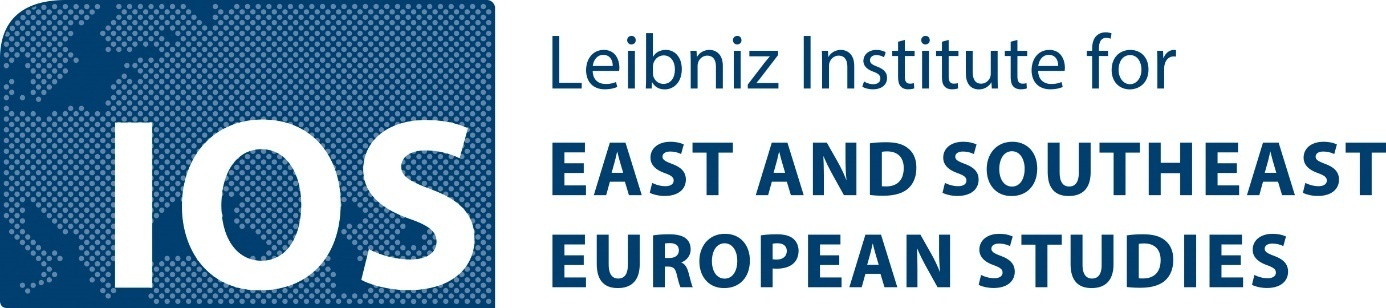 IOS
Leibniz Institute for
EAST AND SOUTHEAST
EUROPEAN STUDIES